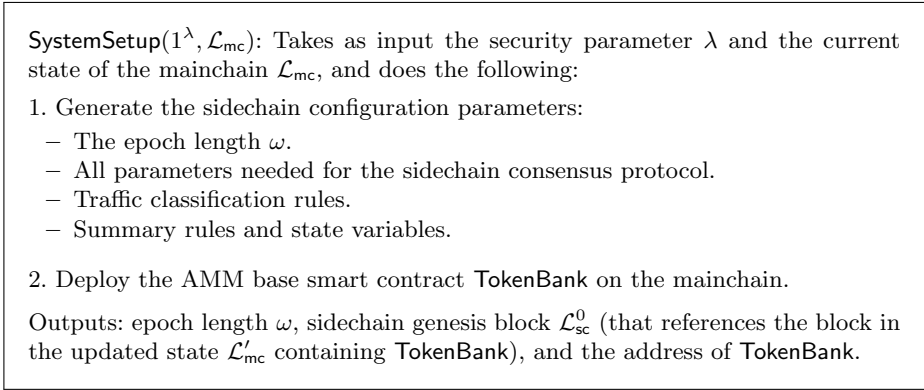 SystemSetup(1^λ, ℒ_mc): Takes as input the security parameter λ and the current
state of the mainchain ℒ_mc, and does the following:
1. Generate the sidechain configuration parameters:
– The epoch length ω.
– All parameters needed for the sidechain consensus protocol.
– Traffic classification rules.
– Summary rules and state variables.
2. Deploy the AMM base smart contract TokenBank on the mainchain.
Outputs: epoch length ω, sidechain genesis block ℒ_sc^0 (that references the block in
the updated state ℒ′_mc containing TokenBank), and the address of TokenBank.